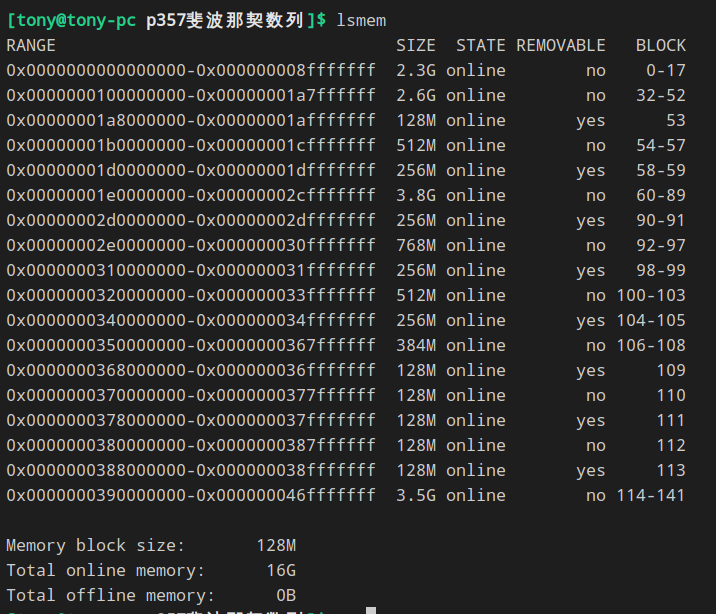 [tony@tony-pc p357斐波那契数列]$ lsmem
RANGE SIZE STATE REMOVABLE BLOCK
0x0000000000000000-0x000000008fffffff 2.3G online no 0-17
0x0000000100000000-0x00000001a7ffffff 2.6G online no 32-52
0x00000001a8000000-0x00000001afffffff 128M online yes 53
0x00000001b0000000-0x00000001cfffffff 512M online no 54-57
0x00000001d0000000-0x00000001dfffffff 256M online yes 58-59
0x00000001e0000000-0x00000002cfffffff 3.8G online no 60-89
0x00000002d0000000-0x00000002dfffffff 256M online yes 90-91
0x00000002e0000000-0x000000030fffffff 768M online no 92-97
0x0000000310000000-0x000000031fffffff 256M online yes 98-99
0x0000000320000000-0x000000033fffffff 512M online no 100-103
0x0000000340000000-0x000000034fffffff 256M online yes 104-105
0x0000000350000000-0x0000000367ffffff 384M online no 106-108
0x0000000368000000-0x000000036fffffff 128M online yes 109
0x0000000370000000-0x0000000377ffffff 128M online no 110
0x0000000378000000-0x000000037fffffff 128M online yes 111
0x0000000380000000-0x0000000387ffffff 128M online no 112
0x0000000388000000-0x000000038fffffff 128M online yes 113
0x0000000390000000-0x000000046fffffff 3.5G online no 114-141
Memory block size: 128M
Total online memory: 16G
Total offline memory: 0B